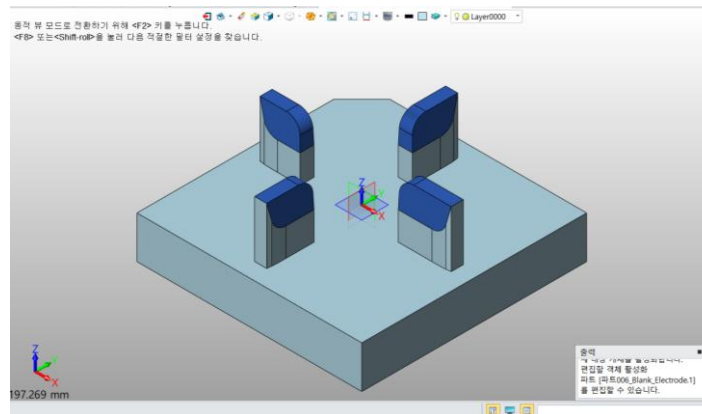 Layer0000
동적 뷰 모드로 전환하기 위해 <F2> 키를 누릅니다.
<F8> 또는<Shift-roll>을 눌러 다음 적절한 필터 설정을 찾습니다.
Z
Y
X
Z
Y
X
197.269 mm
출력
편집할 객체 활성화
파트 [파트006_Blank_Electrode.1]
를 편집할 수 있습니다.